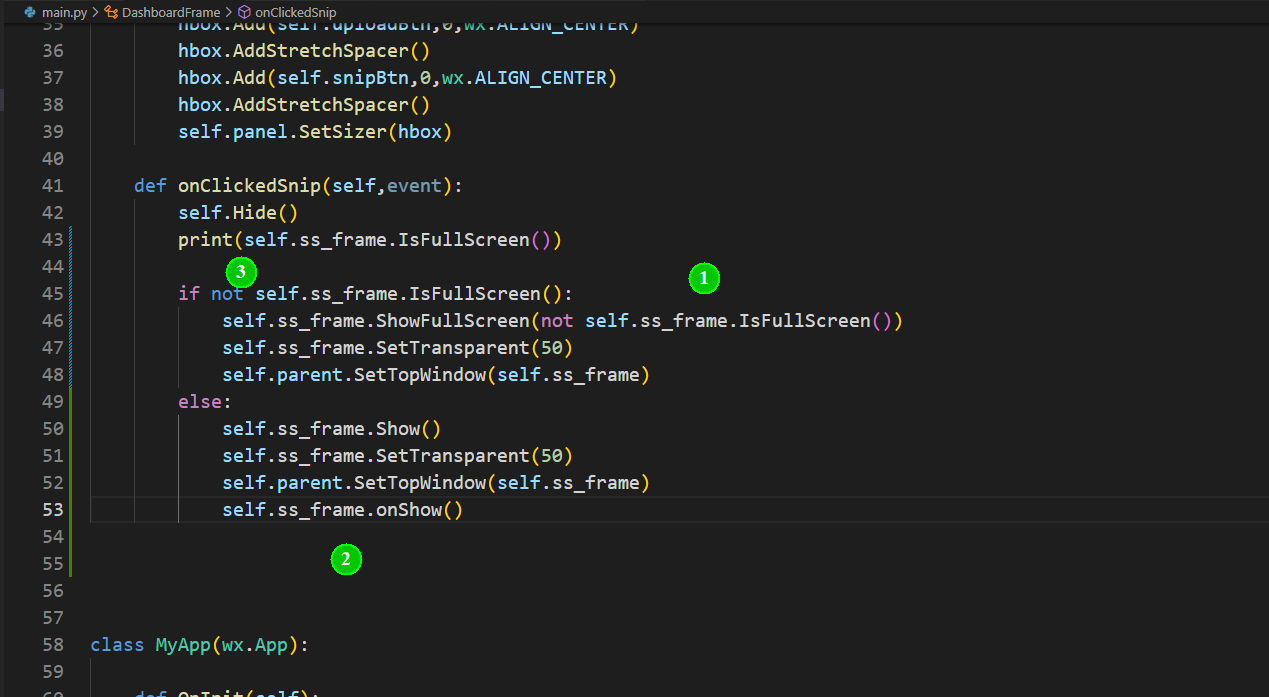 main.py > DashboardFrame > onClickedSnip
35 hbox.Add(self.uploadBtn,0,wx.ALIGN_CENTER)
36 hbox.AddStretchSpacer()
37 hbox.Add(self.snipBtn,0,wx.ALIGN_CENTER)
38 hbox.AddStretchSpacer()
39 self.panel.SetSizer(hbox)
40
41 def onClickedSnip(self,event):
42 self.Hide()
43 print(self.ss_frame.IsFullScreen())
44
3 1
45 if not self.ss_frame.IsFullScreen():
46 self.ss_frame.ShowFullScreen(not self.ss_frame.IsFullScreen())
47 self.ss_frame.SetTransparent(50)
48 self.parent.SetTopWindow(self.ss_frame)
49 else:
50 self.ss_frame.Show()
51 self.ss_frame.SetTransparent(50)
52 self.parent.SetTopWindow(self.ss_frame)
53 self.ss_frame.onShow()
54
55 2
56
57
58 class MyApp(wx.App):
59
60 def OnInit(self):